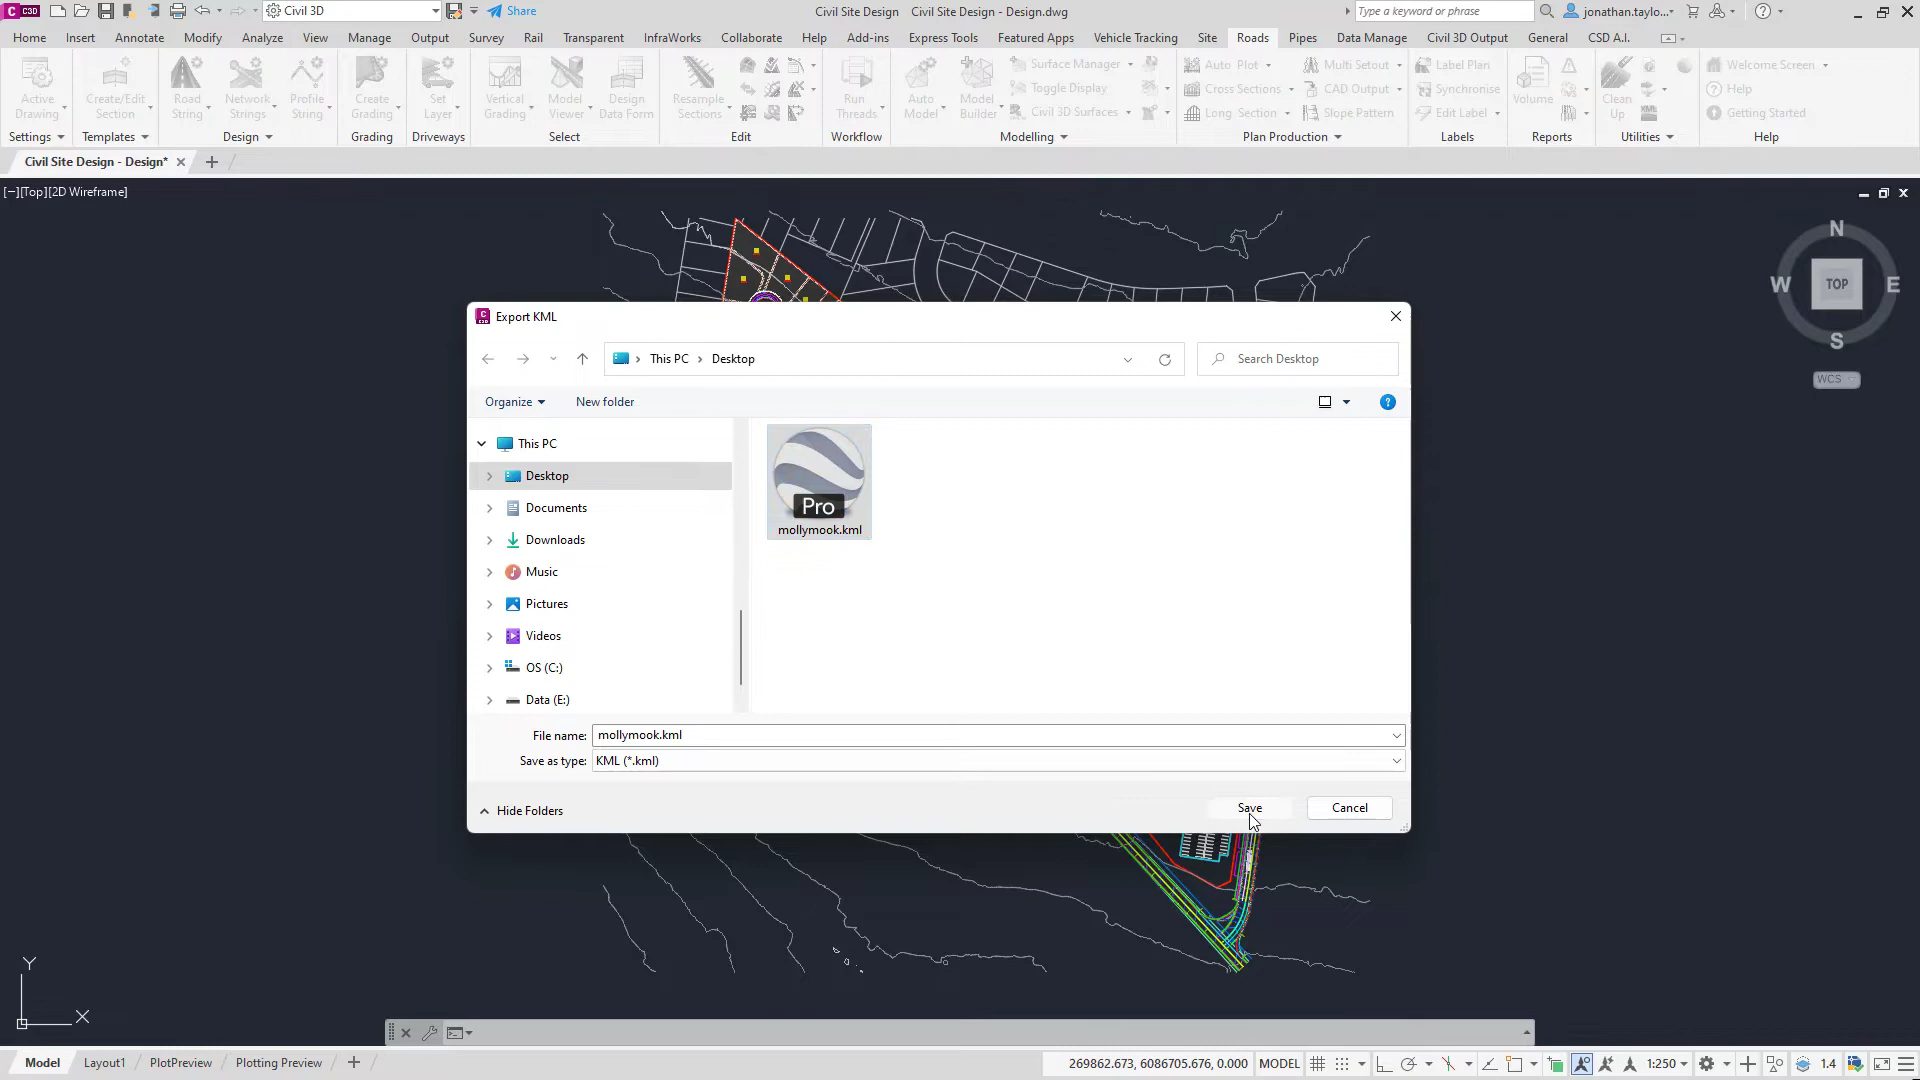 C3D Civil 3D Share Civil Site Design Civil Site Design - Design.dwg Type a keyword or phrase jonathan.taylo...
Home Insert Annotate Modify Analyze View Manage Output Survey Rail Transparent InfraWorks Collaborate Help Add-ins Express Tools Featured Apps Vehicle Tracking Site Roads Pipes Data Manage Civil 3D Output General CSD A.I.
Active Drawing Create/Edit Section Road String Network Strings Profile String Create Grading Set Layer Vertical Grading Model Viewer Design Data Form Resample Sections Run Threads Auto Model Model Builder Volume Clean Up
Surface Manager Auto Plot Multi Setout Label Plan Welcome Screen
Toggle Display Cross Sections CAD Output Synchronise Help
Civil 3D Surfaces Long Section Slope Pattern Edit Label Getting Started
Settings Templates Design Grading Driveways Select Edit Workflow Modelling Plan Production Labels Reports Utilities Help
Civil Site Design - Design*
[−][Top][2D Wireframe]
N
W TOP E
S
WCS
Export KML
This PC > Desktop Search Desktop
Organize New folder
This PC
Desktop
Documents
Downloads
Music
Pictures
Videos
OS (C:)
Data (E:)
Pro
mollymook.kml
File name: mollymook.kml
Save as type: KML (*.kml)
Hide Folders Save Cancel
Y
X
Model Layout1 PlotPreview Plotting Preview 269862.673, 6086705.676, 0.000 MODEL 1:250 1.4